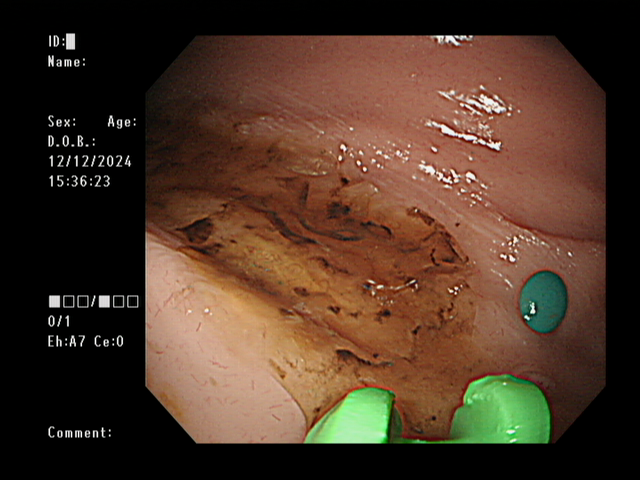 ID:
Name:
Sex: Age:
D.O.B.:
12/12/2024
15:36:23
■□□/■□□
0/1
Eh:A7 Ce:0
Comment: